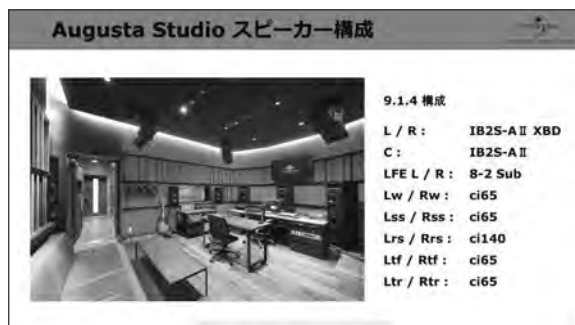 Augusta Studio スピーカー構成
9.1.4 構成
L / R : IB2S-AⅡ XBD
C : IB2S-AⅡ
LFE L / R : 8-2 Sub
Lw / Rw : ci65
Lss / Rss : ci65
Lrs / Rrs : ci140
Ltf / Rtf : ci65
Ltr / Rtr : ci65